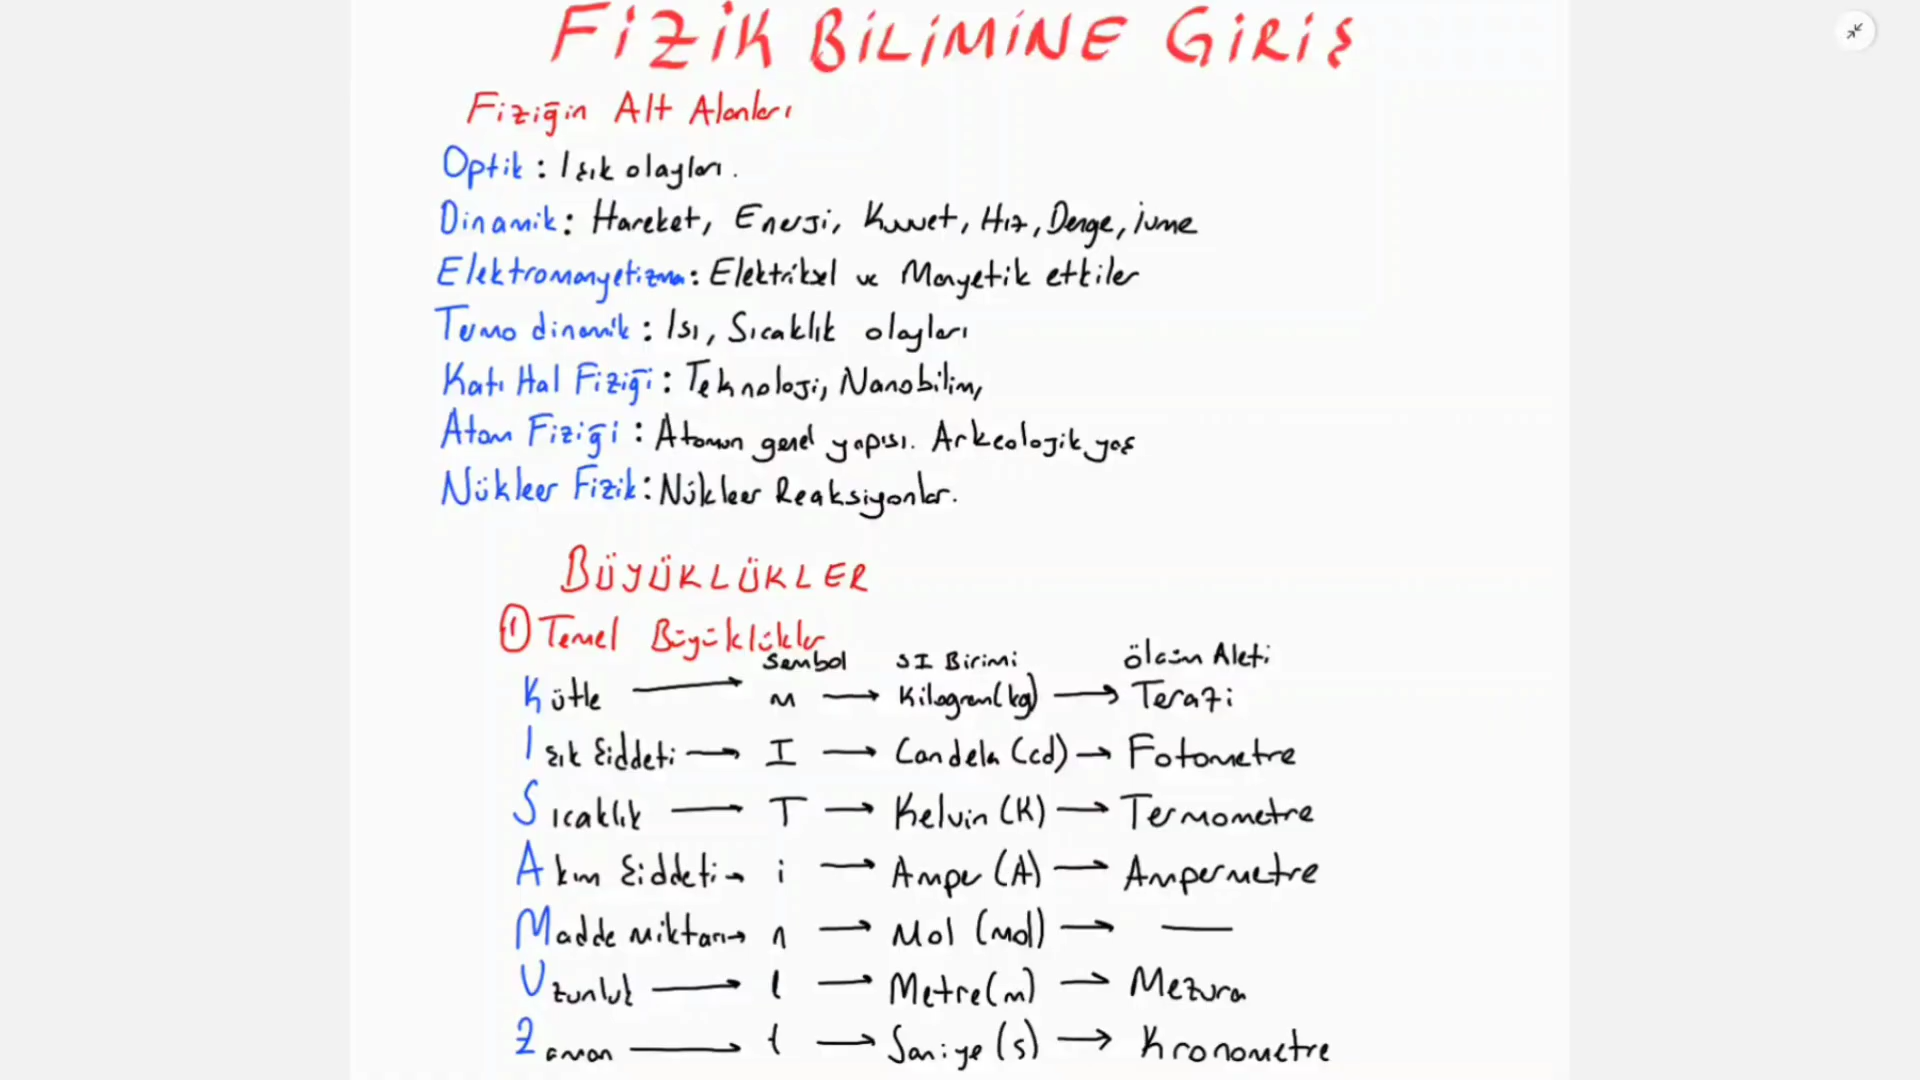 FİZİK BİLİMİNE GİRİŞ
Fiziğin Alt Alanları
Optik : Işık olayları.
Dinamik : Hareket, Enerji, Kuvvet, Hız, Denge, İvme
Elektromanyetizma : Elektriksel ve Manyetik etkiler
Termo dinamik : Isı, Sıcaklık olayları
Katı Hal Fiziği : Teknoloji, Nanobilim,
Atom Fiziği : Atomun genel yapısı. Arkeolojik yaş
Nükleer Fizik : Nükleer Reaksiyonlar.
BÜYÜKLÜKLER
① Temel Büyüklükler
Sembol SI Birimi Ölçüm Aleti
Kütle → m → Kilogram (kg) → Terazi
Işık Şiddeti → I → Candela (cd) → Fotometre
Sıcaklık → T → Kelvin (K) → Termometre
Akım Şiddeti → i → Amper (A) → Ampermetre
Madde miktarı → n → Mol (mol) → —
Uzunluk → l → Metre (m) → Mezura
Zaman → t → Saniye (s) → Kronometre